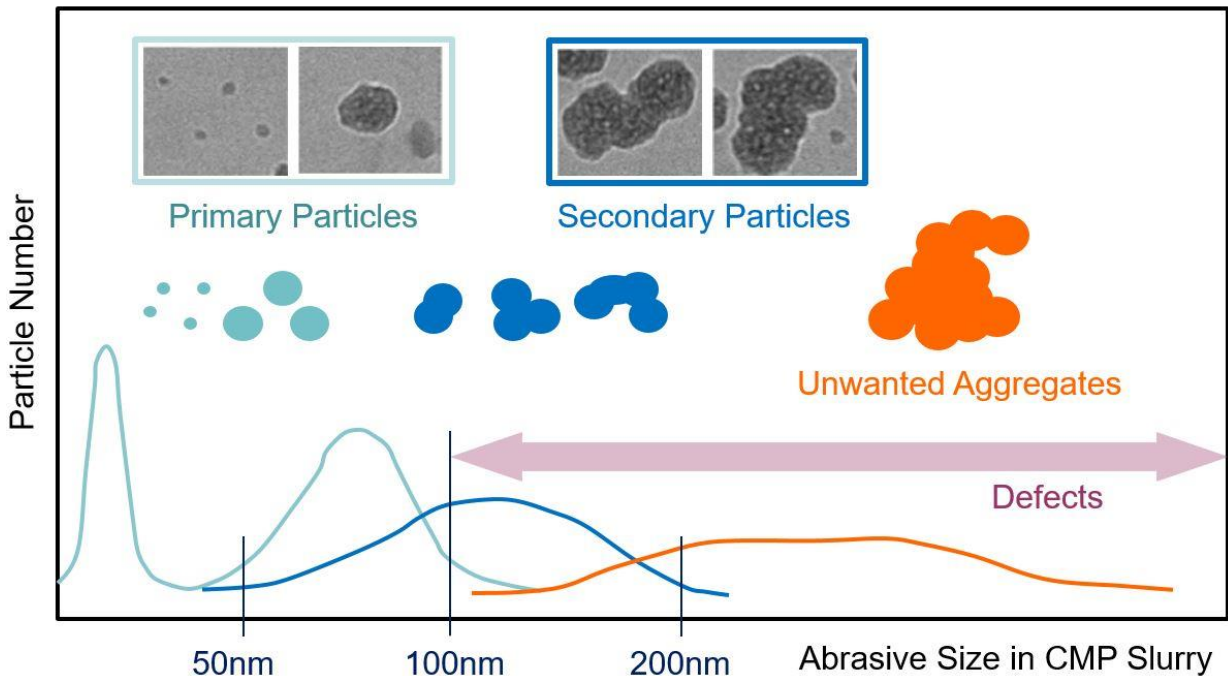 Primary Particles
Secondary Particles
Unwanted Aggregates
Defects
Particle Number
50nm
100nm
200nm
Abrasive Size in CMP Slurry